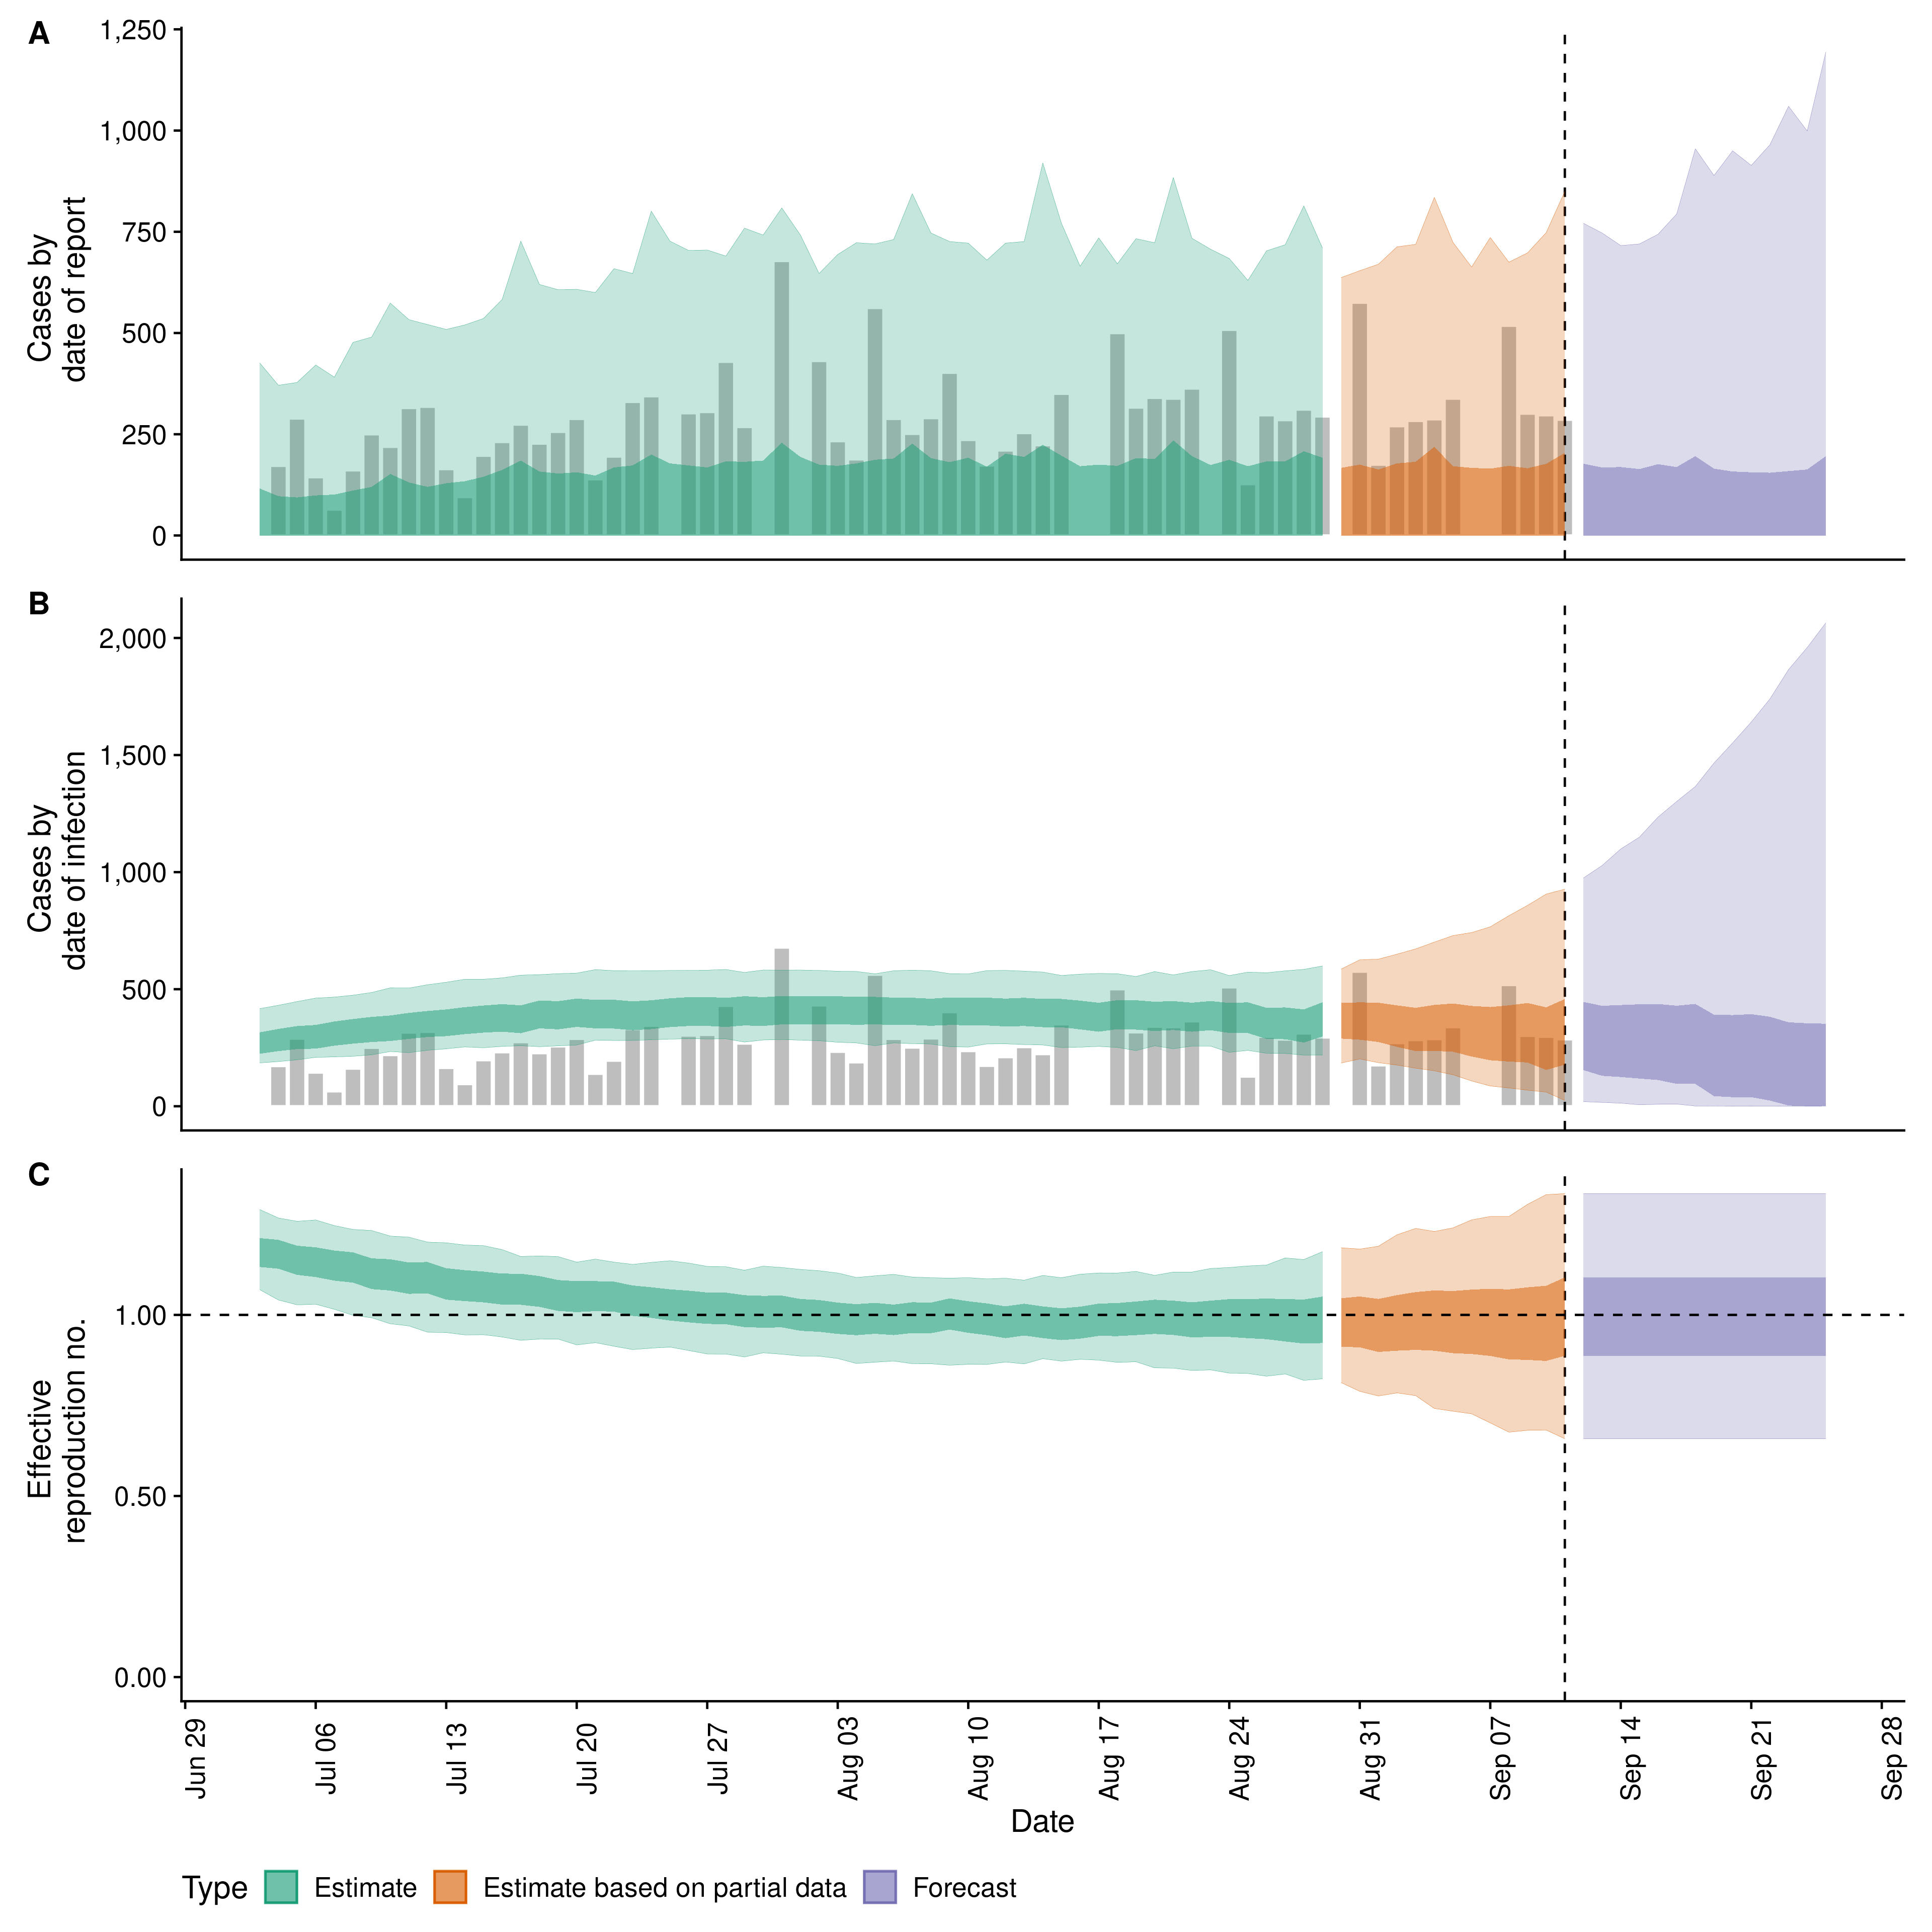 A
1,250
1,000
750
500
250
0
Cases by
date of report
B
2,000
1,500
1,000
500
0
Cases by
date of infection
C
1.00
0.50
0.00
Effective
reproduction no.
Jun 29
Jul 06
Jul 13
Jul 20
Jul 27
Aug 03
Aug 10
Aug 17
Aug 24
Aug 31
Sep 07
Sep 14
Sep 21
Sep 28
Date
Type Estimate Estimate based on partial data Forecast